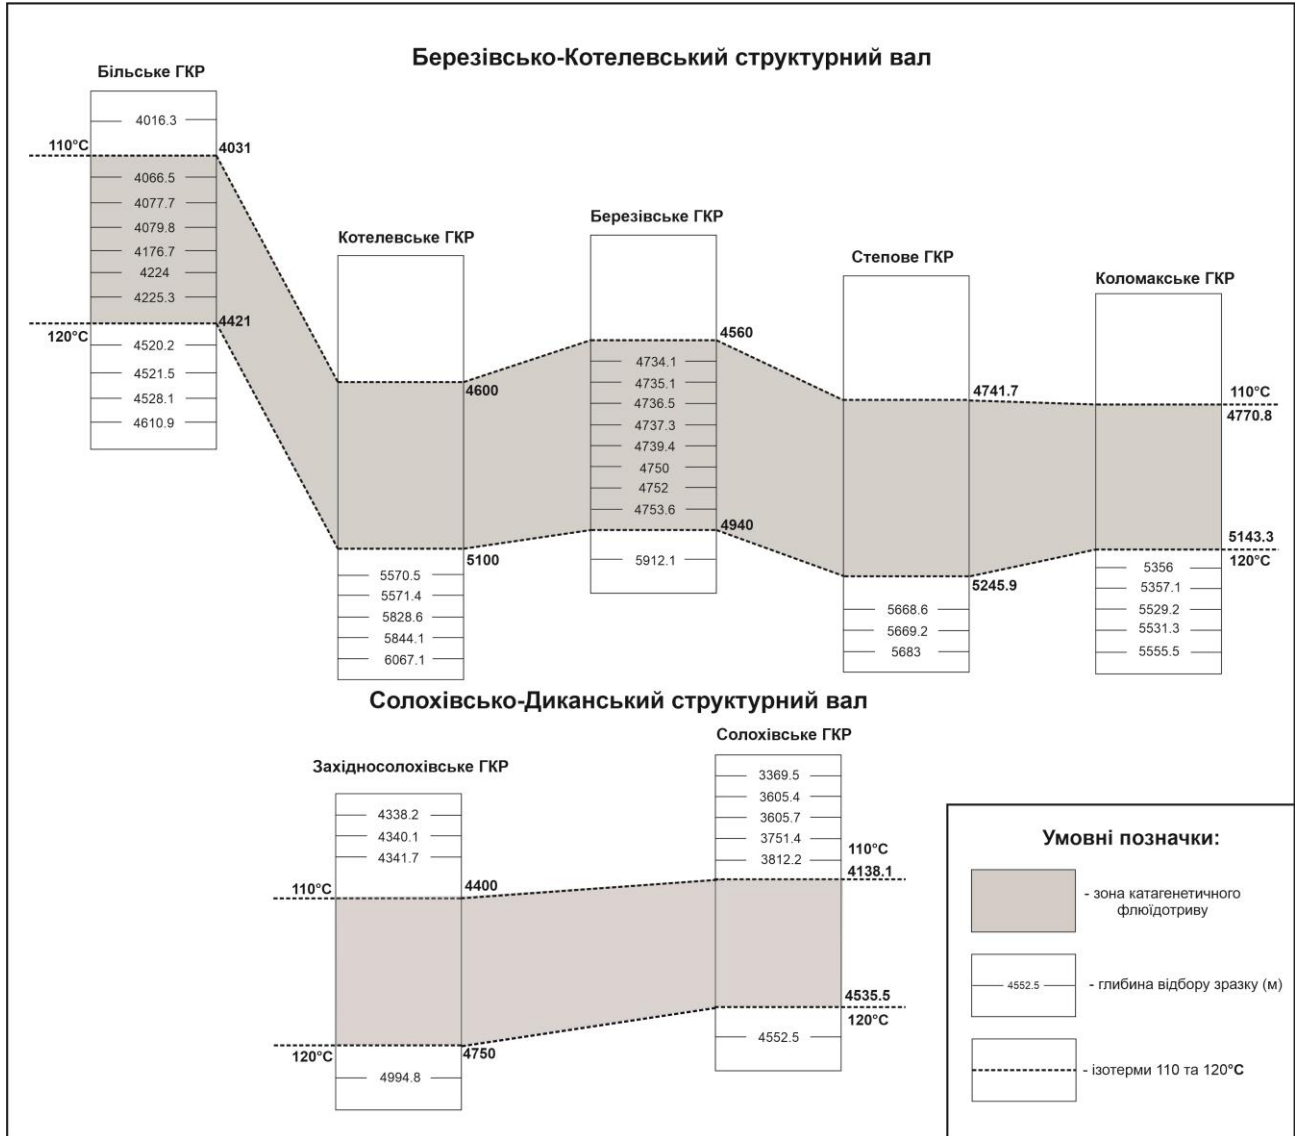 Березівсько-Котелевський структурний вал
Більське ГКР
4016.3
110°C
4031
4066.5
4077.7
4079.8
4176.7
4224
4225.3
4421
120°C
4520.2
4521.5
4528.1
4610.9
Котелевське ГКР
4600
5100
5570.5
5571.4
5828.6
5844.1
6067.1
Березівське ГКР
4560
4734.1
4735.1
4736.5
4737.3
4739.4
4750
4752
4753.6
4940
5912.1
Степове ГКР
4741.7
5245.9
5668.6
5669.2
5683
Коломакське ГКР
110°C
4770.8
5143.3
120°C
5356
5357.1
5529.2
5531.3
5555.5
Солохівсько-Диканський структурний вал
Західносолохівське ГКР
4338.2
4340.1
4341.7
110°C
4400
120°C
4750
4994.8
Солохівське ГКР
3369.5
3605.4
3605.7
3751.4
3812.2
110°C
4138.1
4535.5
120°C
4552.5
Умовні позначки:
- зона катагенетичного
флюїдотриву
4552.5
- глибина відбору зразку (м)
- ізотерми 110 та 120°C